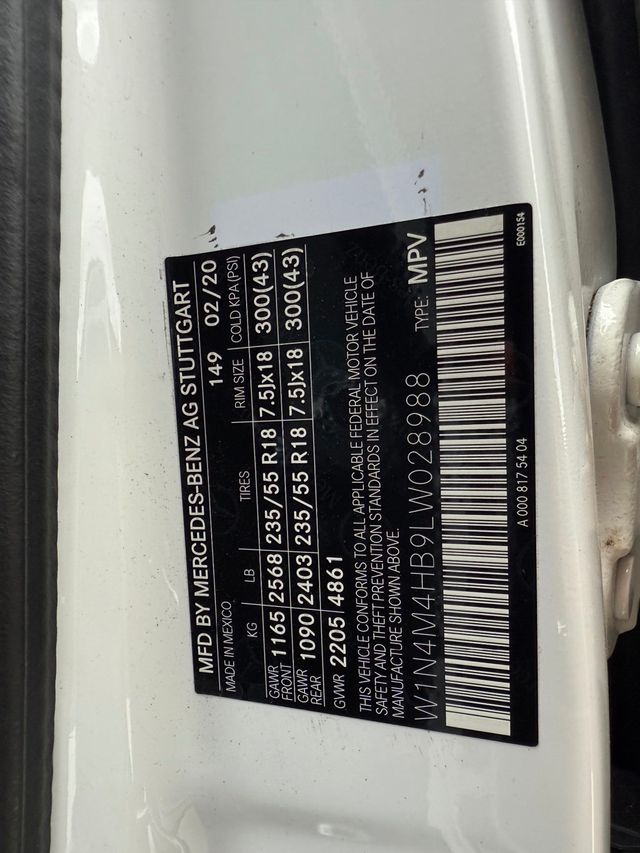 MFD BY MERCEDES-BENZ AG STUTTGART
MADE IN MEXICO 149 02/20
KG LB TIRES RIM SIZE COLD KPA(PSI)
GAWR FRONT 1165 2568 235/55 R18 7.5Jx18 300(43)
GAWR REAR 1090 2403 235/55 R18 7.5Jx18 300(43)
GVWR 2205 4861
THIS VEHICLE CONFORMS TO ALL APPLICABLE FEDERAL MOTOR VEHICLE
SAFETY AND THEFT PREVENTION STANDARDS IN EFFECT ON THE DATE OF
MANUFACTURE SHOWN ABOVE.
W1N4M4HB9LW028988 TYPE: MPV
A 000 817 54 04 E000154